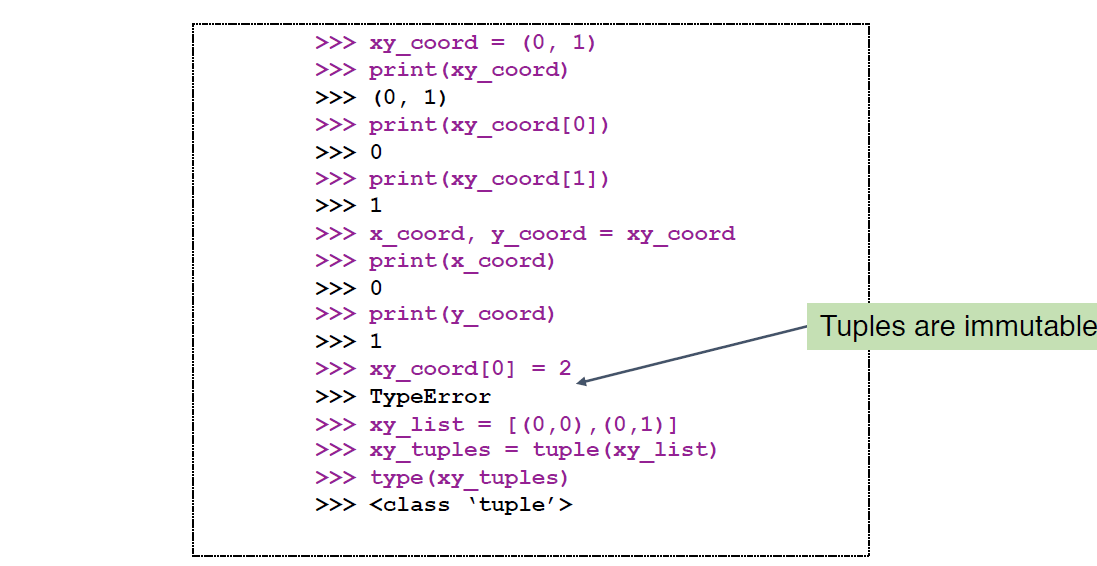 >>> xy_coord = (0, 1)
>>> print(xy_coord)
>>> (0, 1)
>>> print(xy_coord[0])
>>> 0
>>> print(xy_coord[1])
>>> 1
>>> x_coord, y_coord = xy_coord
>>> print(x_coord)
>>> 0
>>> print(y_coord)
>>> 1
>>> xy_coord[0] = 2
>>> TypeError
>>> xy_list = [(0,0),(0,1)]
>>> xy_tuples = tuple(xy_list)
>>> type(xy_tuples)
>>> <class ‘tuple’>
Tuples are immutable